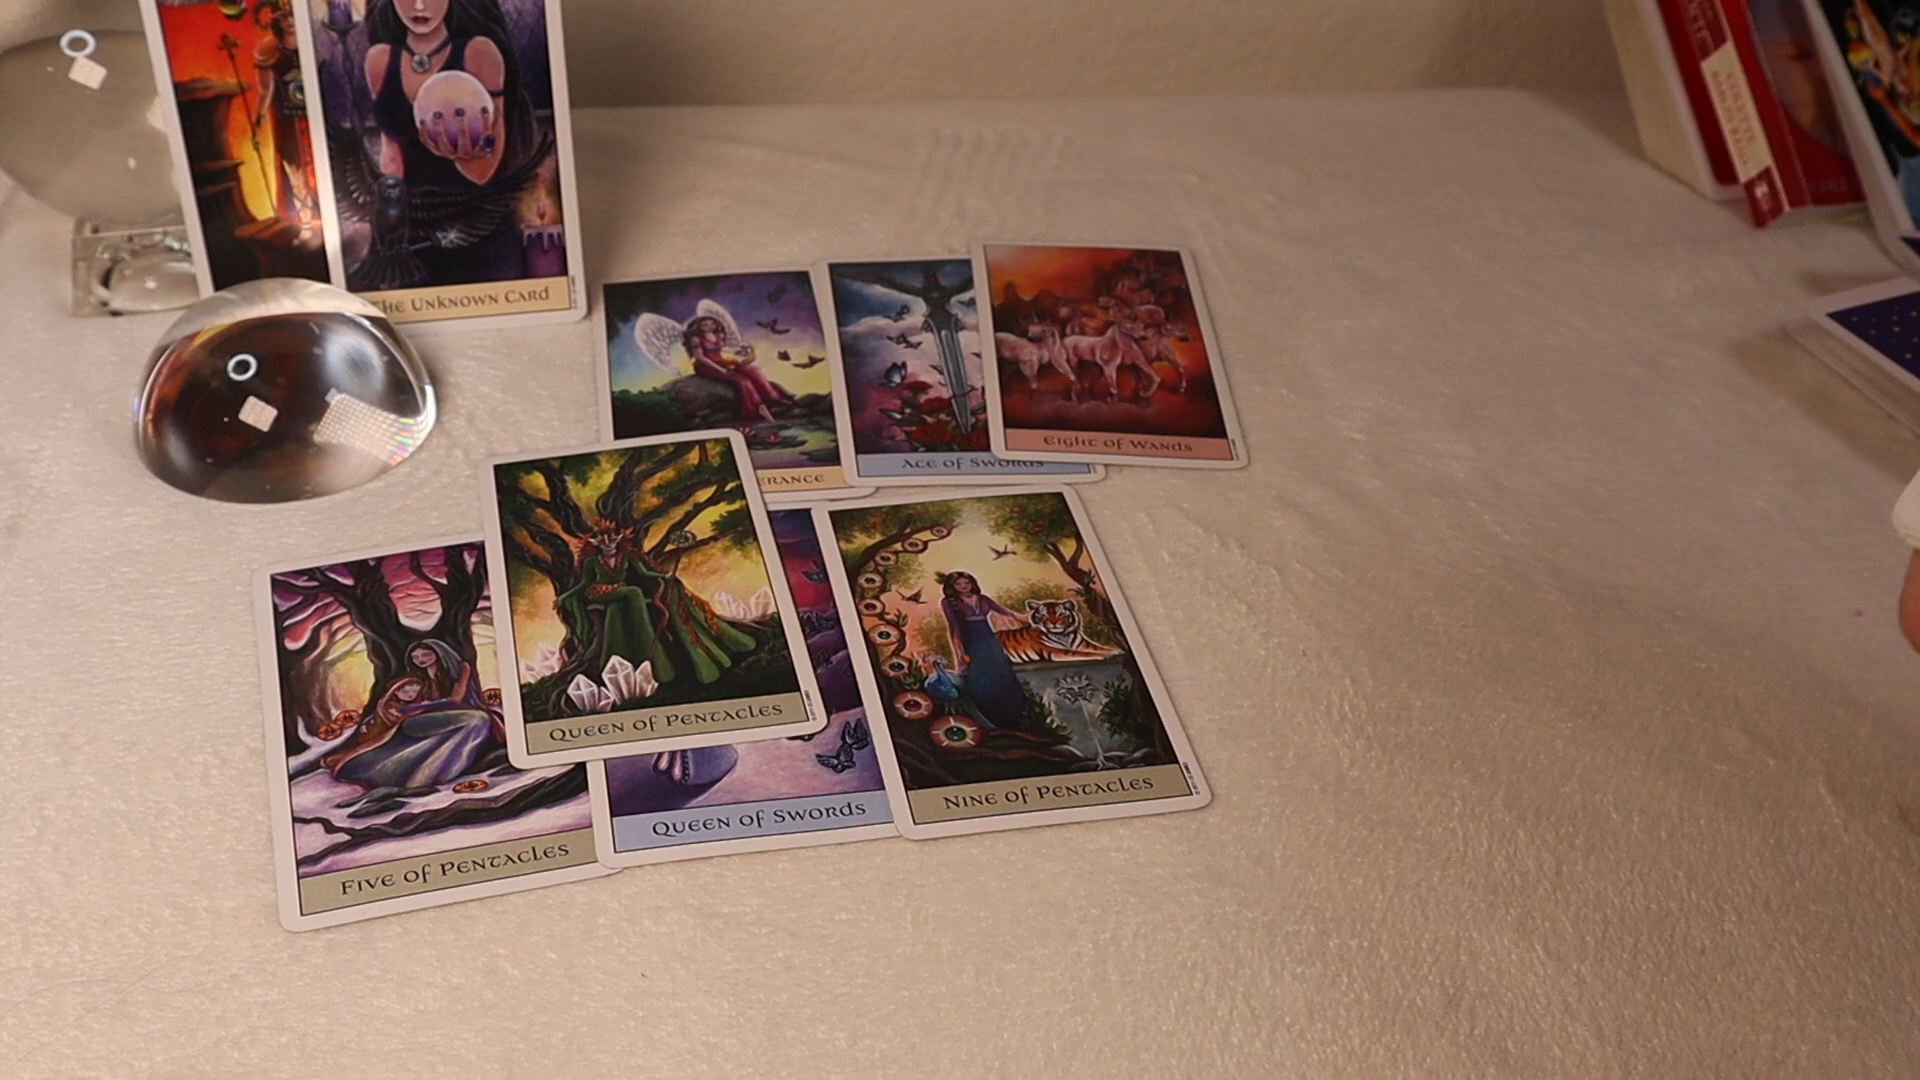 THE UNKNOWN CARD
ERANCE
ACE OF SWORDS
EIGHT OF WANDS
QUEEN OF PENTACLES
FIVE OF PENTACLES
QUEEN OF SWORDS
NINE OF PENTACLES